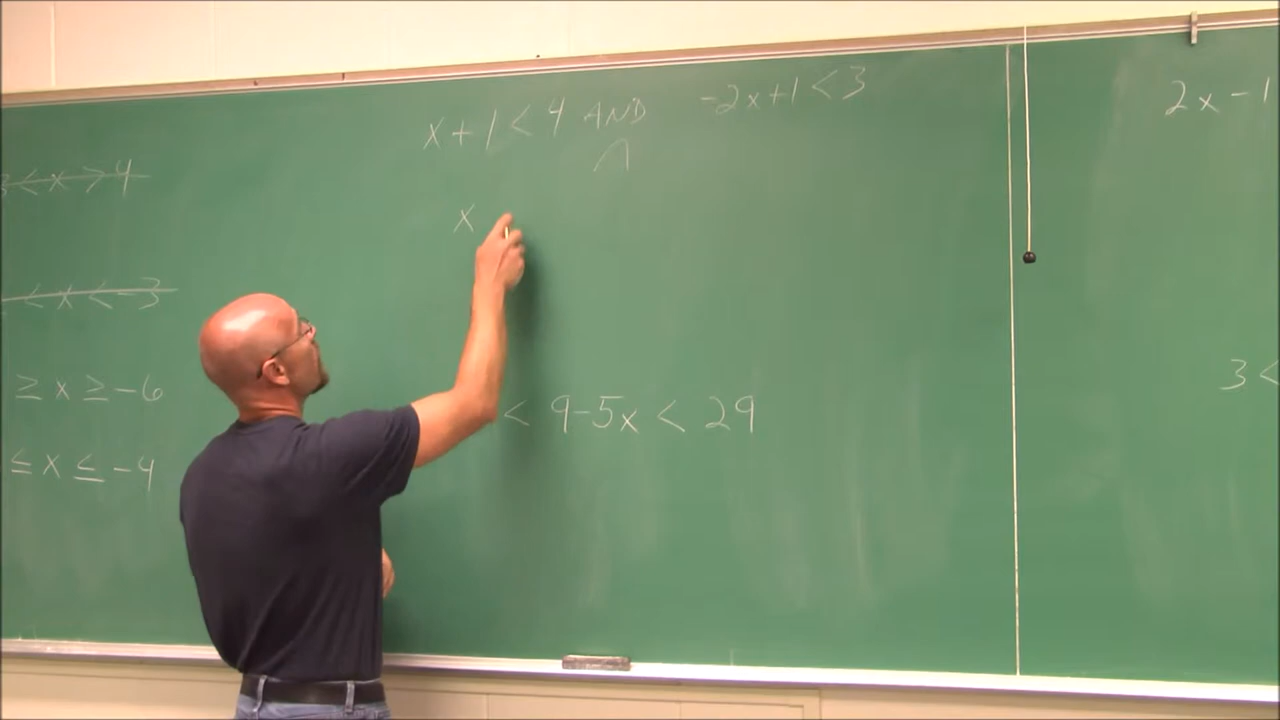 x + 1 < 4 AND -2x+1 < 3
∩
2x - 1
3 < x > 4
x
< x < -3
3 <
≥ x ≥ -6
< 9-5x < 29
≤ x ≤ -4